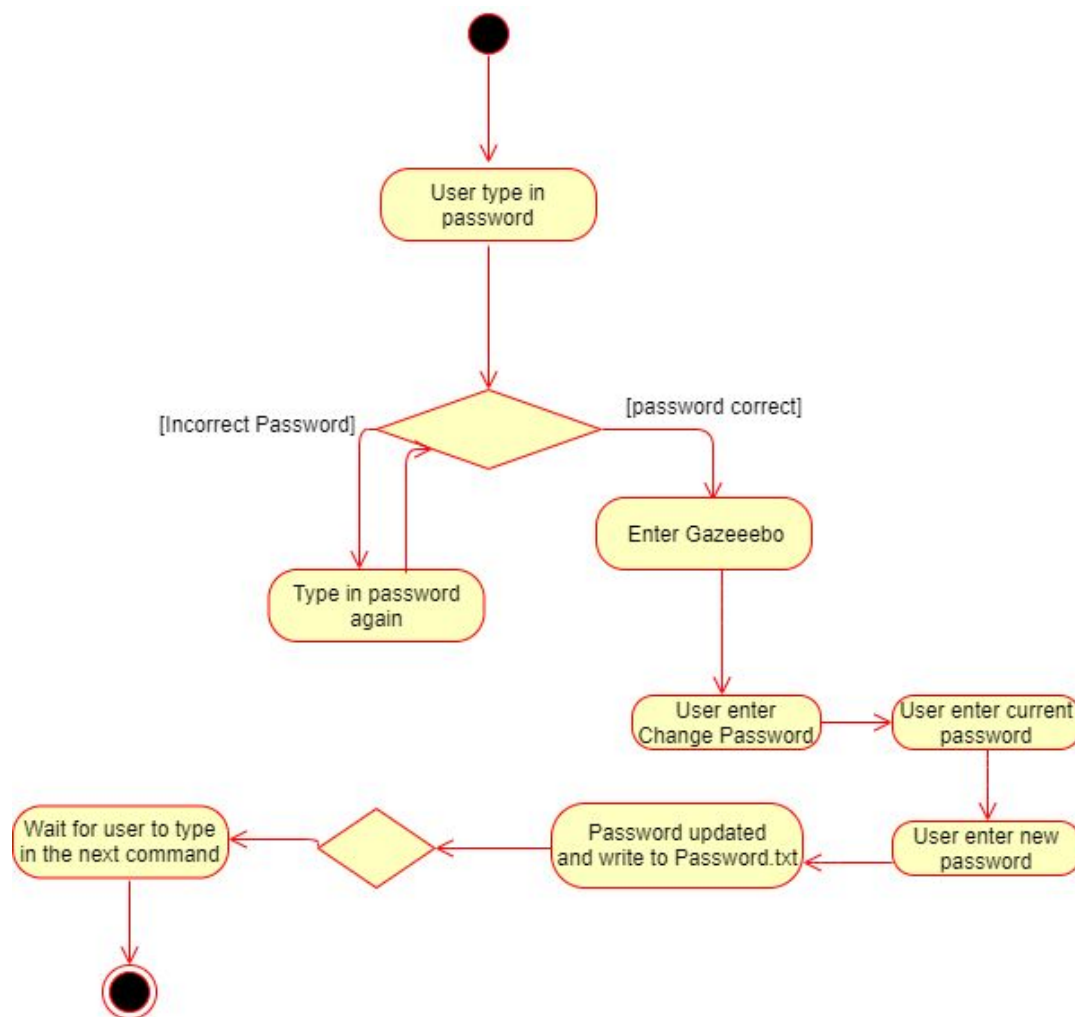 User type in
password
[Incorrect Password]
[password correct]
Enter Gazeeebo
Type in password
again
User enter
Change Password
User enter current
password
Wait for user to type
in the next command
Password updated
and write to Password.txt
User enter new
password